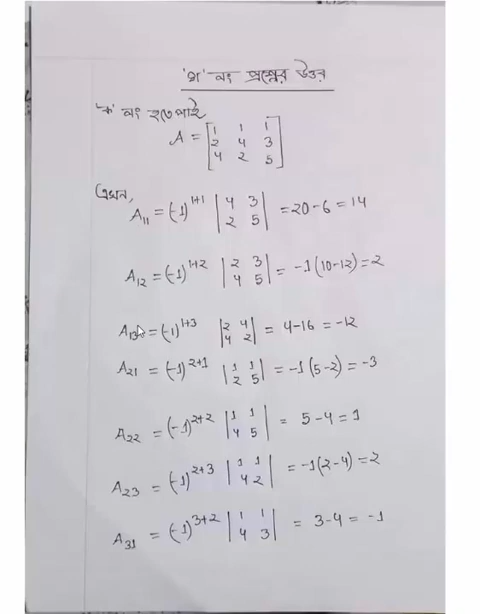 'খ' নং প্রশ্নের উত্তর
'ক' নং হতে পাই,
A = [1 1 1
2 4 3
4 2 5]
এখন,
A₁₁ = (-1)¹⁺¹ |4 3; 2 5| = 20-6 = 14
A₁₂ = (-1)¹⁺² |2 3; 4 5| = -1(10-12) = 2
A₁₃ = (-1)¹⁺³ |2 4; 4 2| = 4-16 = -12
A₂₁ = (-1)²⁺¹ |1 1; 2 5| = -1(5-2) = -3
A₂₂ = (-1)²⁺² |1 1; 4 5| = 5-4 = 1
A₂₃ = (-1)²⁺³ |1 1; 4 2| = -1(2-4) = 2
A₃₁ = (-1)³⁺² |1 1; 4 3| = 3-4 = -1